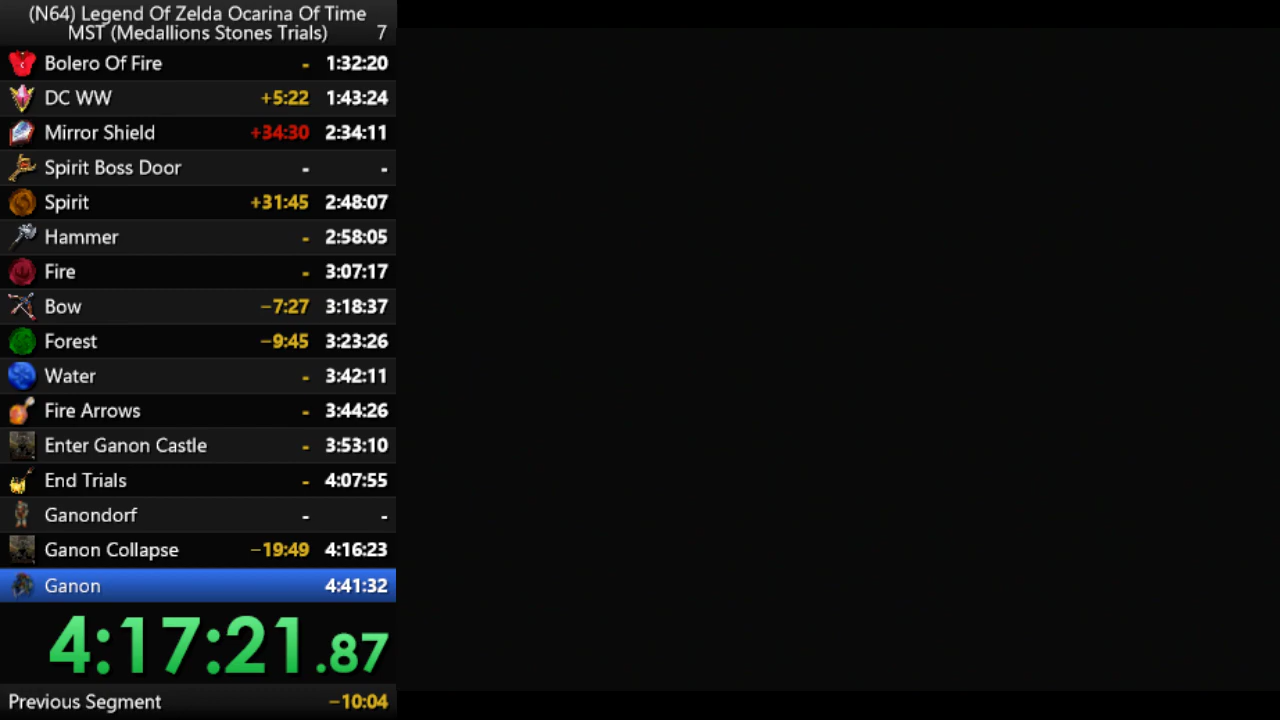 (N64) Legend Of Zelda Ocarina Of Time
MST (Medallions Stones Trials) 7
Bolero Of Fire - 1:32:20
DC WW +5:22 1:43:24
Mirror Shield +34:30 2:34:11
Spirit Boss Door - -
Spirit +31:45 2:48:07
Hammer - 2:58:05
Fire - 3:07:17
Bow −7:27 3:18:37
Forest −9:45 3:23:26
Water - 3:42:11
Fire Arrows - 3:44:26
Enter Ganon Castle - 3:53:10
End Trials - 4:07:55
Ganondorf - -
Ganon Collapse −19:49 4:16:23
Ganon 4:41:32
4:17:21.87
Previous Segment −10:04